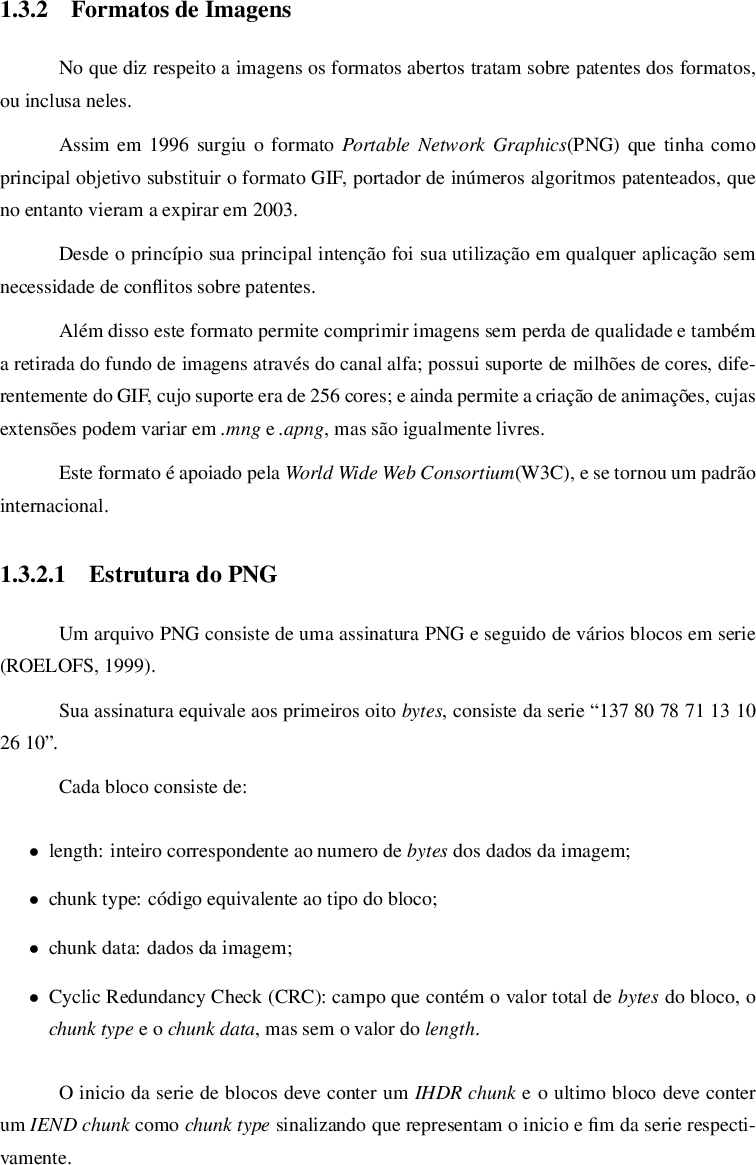 1.3.2 Formatos de Imagens
No que diz respeito a imagens os formatos abertos tratam sobre patentes dos formatos,
ou inclusa neles.
Assim em 1996 surgiu o formato Portable Network Graphics(PNG) que tinha como
principal objetivo substituir o formato GIF, portador de inúmeros algoritmos patenteados, que
no entanto vieram a expirar em 2003.
Desde o princípio sua principal intenção foi sua utilização em qualquer aplicação sem
necessidade de conflitos sobre patentes.
Além disso este formato permite comprimir imagens sem perda de qualidade e também
a retirada do fundo de imagens através do canal alfa; possui suporte de milhões de cores, dife-
rentemente do GIF, cujo suporte era de 256 cores; e ainda permite a criação de animações, cujas
extensões podem variar em .mng e .apng, mas são igualmente livres.
Este formato é apoiado pela World Wide Web Consortium(W3C), e se tornou um padrão
internacional.
1.3.2.1 Estrutura do PNG
Um arquivo PNG consiste de uma assinatura PNG e seguido de vários blocos em serie
(ROELOFS, 1999).
Sua assinatura equivale aos primeiros oito bytes, consiste da serie “137 80 78 71 13 10
26 10”.
Cada bloco consiste de:
• length: inteiro correspondente ao numero de bytes dos dados da imagem;
• chunk type: código equivalente ao tipo do bloco;
• chunk data: dados da imagem;
• Cyclic Redundancy Check (CRC): campo que contém o valor total de bytes do bloco, o
chunk type e o chunk data, mas sem o valor do length.
O inicio da serie de blocos deve conter um IHDR chunk e o ultimo bloco deve conter
um IEND chunk como chunk type sinalizando que representam o inicio e fim da serie respecti-
vamente.